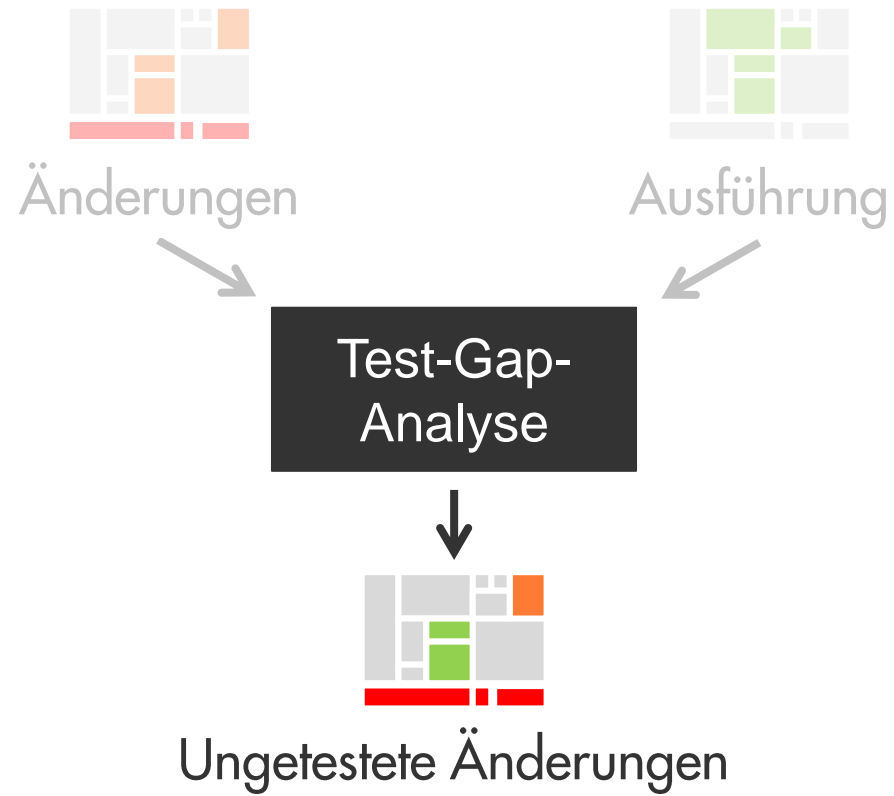 Änderungen
Ausführung
Test-Gap-
Analyse
Ungetestete Änderungen